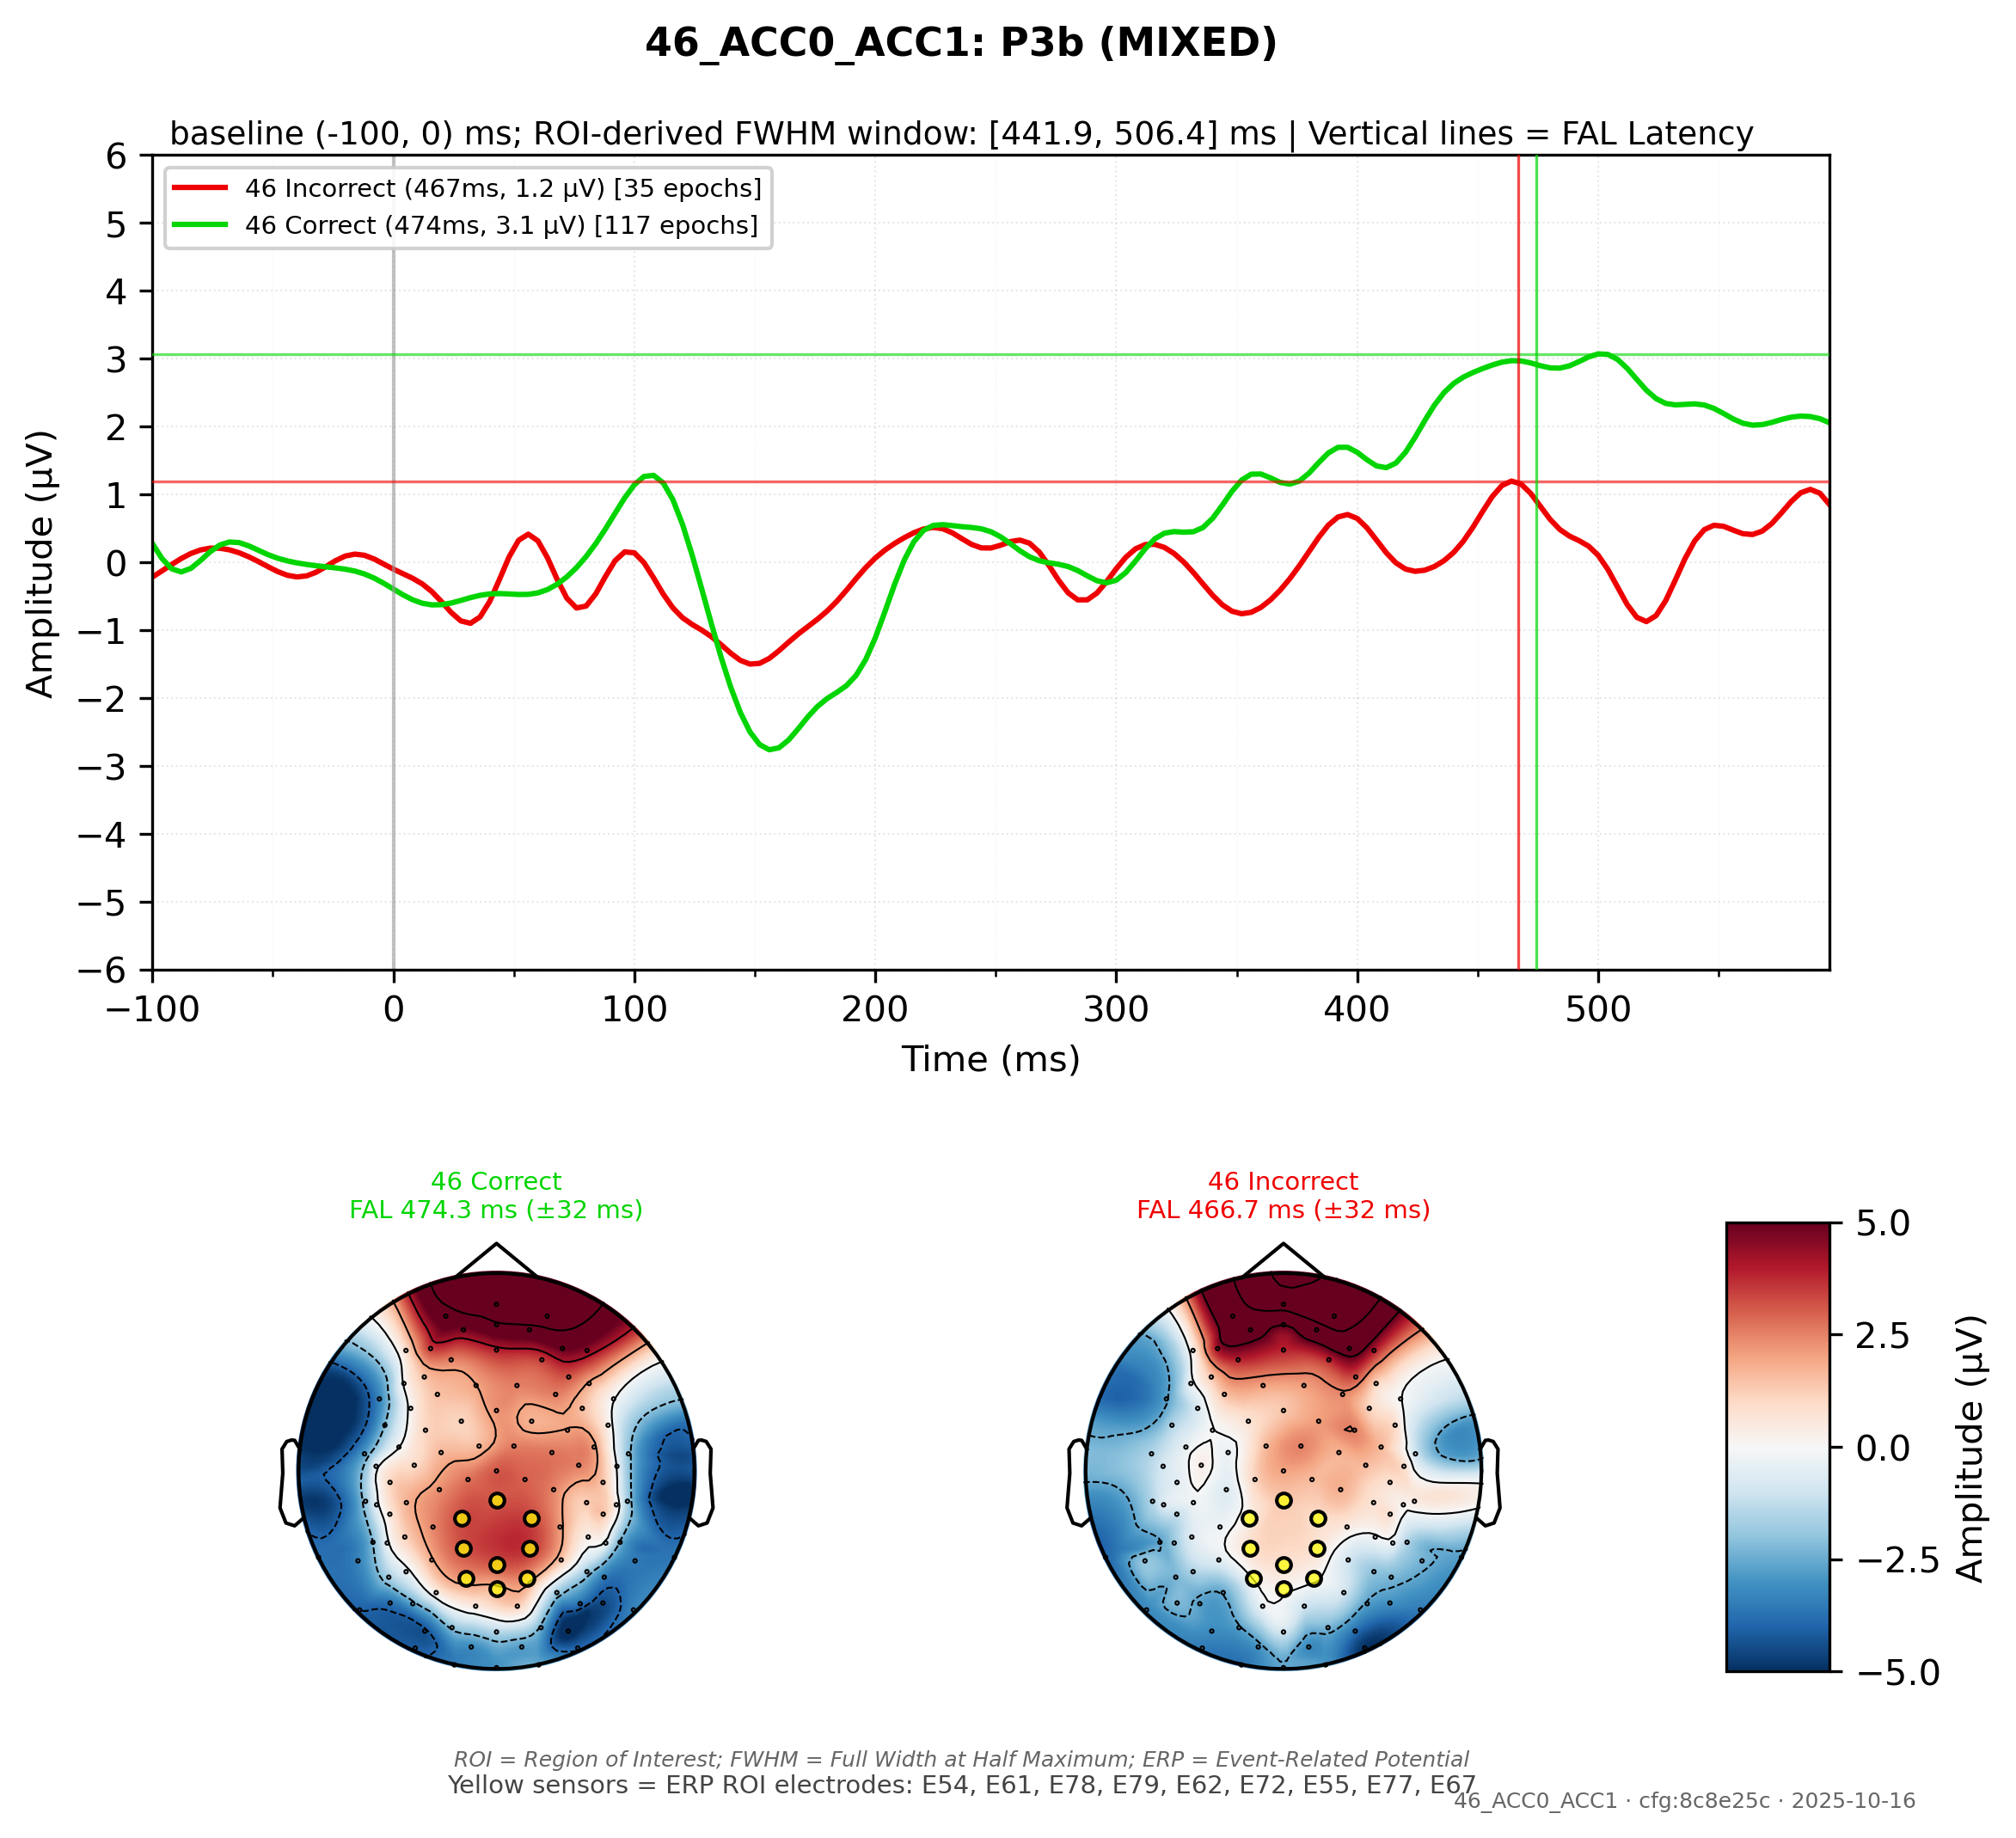 46_ACC0_ACC1: P3b (MIXED)
baseline (-100, 0) ms; ROI-derived FWHM window: [441.9, 506.4] ms | Vertical lines = FAL Latency
46 Incorrect (467ms, 1.2 µV) [35 epochs]
46 Correct (474ms, 3.1 µV) [117 epochs]
Amplitude (µV)
6
5
4
3
2
1
0
−1
−2
−3
−4
−5
−6
−100 0 100 200 300 400 500
Time (ms)
46 Correct
FAL 474.3 ms (±32 ms)
46 Incorrect
FAL 466.7 ms (±32 ms)
5.0
2.5
0.0
−2.5
−5.0
Amplitude (µV)
ROI = Region of Interest; FWHM = Full Width at Half Maximum; ERP = Event-Related Potential
Yellow sensors = ERP ROI electrodes: E54, E61, E78, E79, E62, E72, E55, E77, E67
46_ACC0_ACC1 · cfg:8c8e25c · 2025-10-16